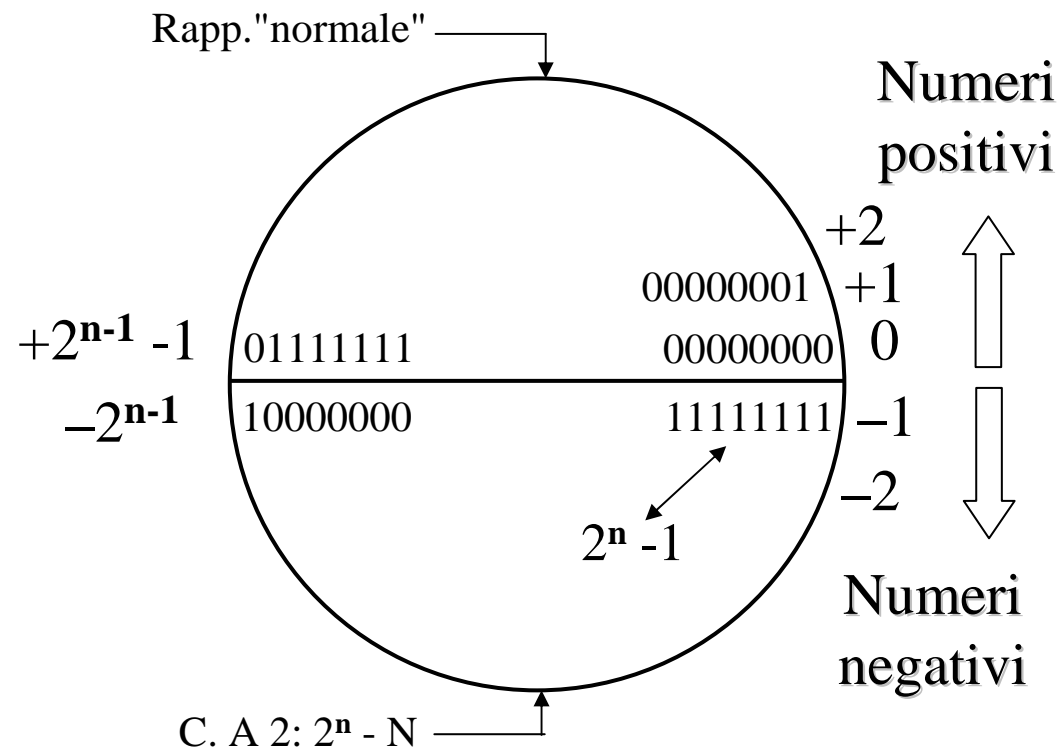 Rapp."normale"
Numeri
positivi
+2
00000001 +1
+2ⁿ⁻¹ -1 01111111 00000000 0
–2ⁿ⁻¹ 10000000 11111111 –1
–2
2ⁿ -1
Numeri
negativi
C. A 2: 2ⁿ - N